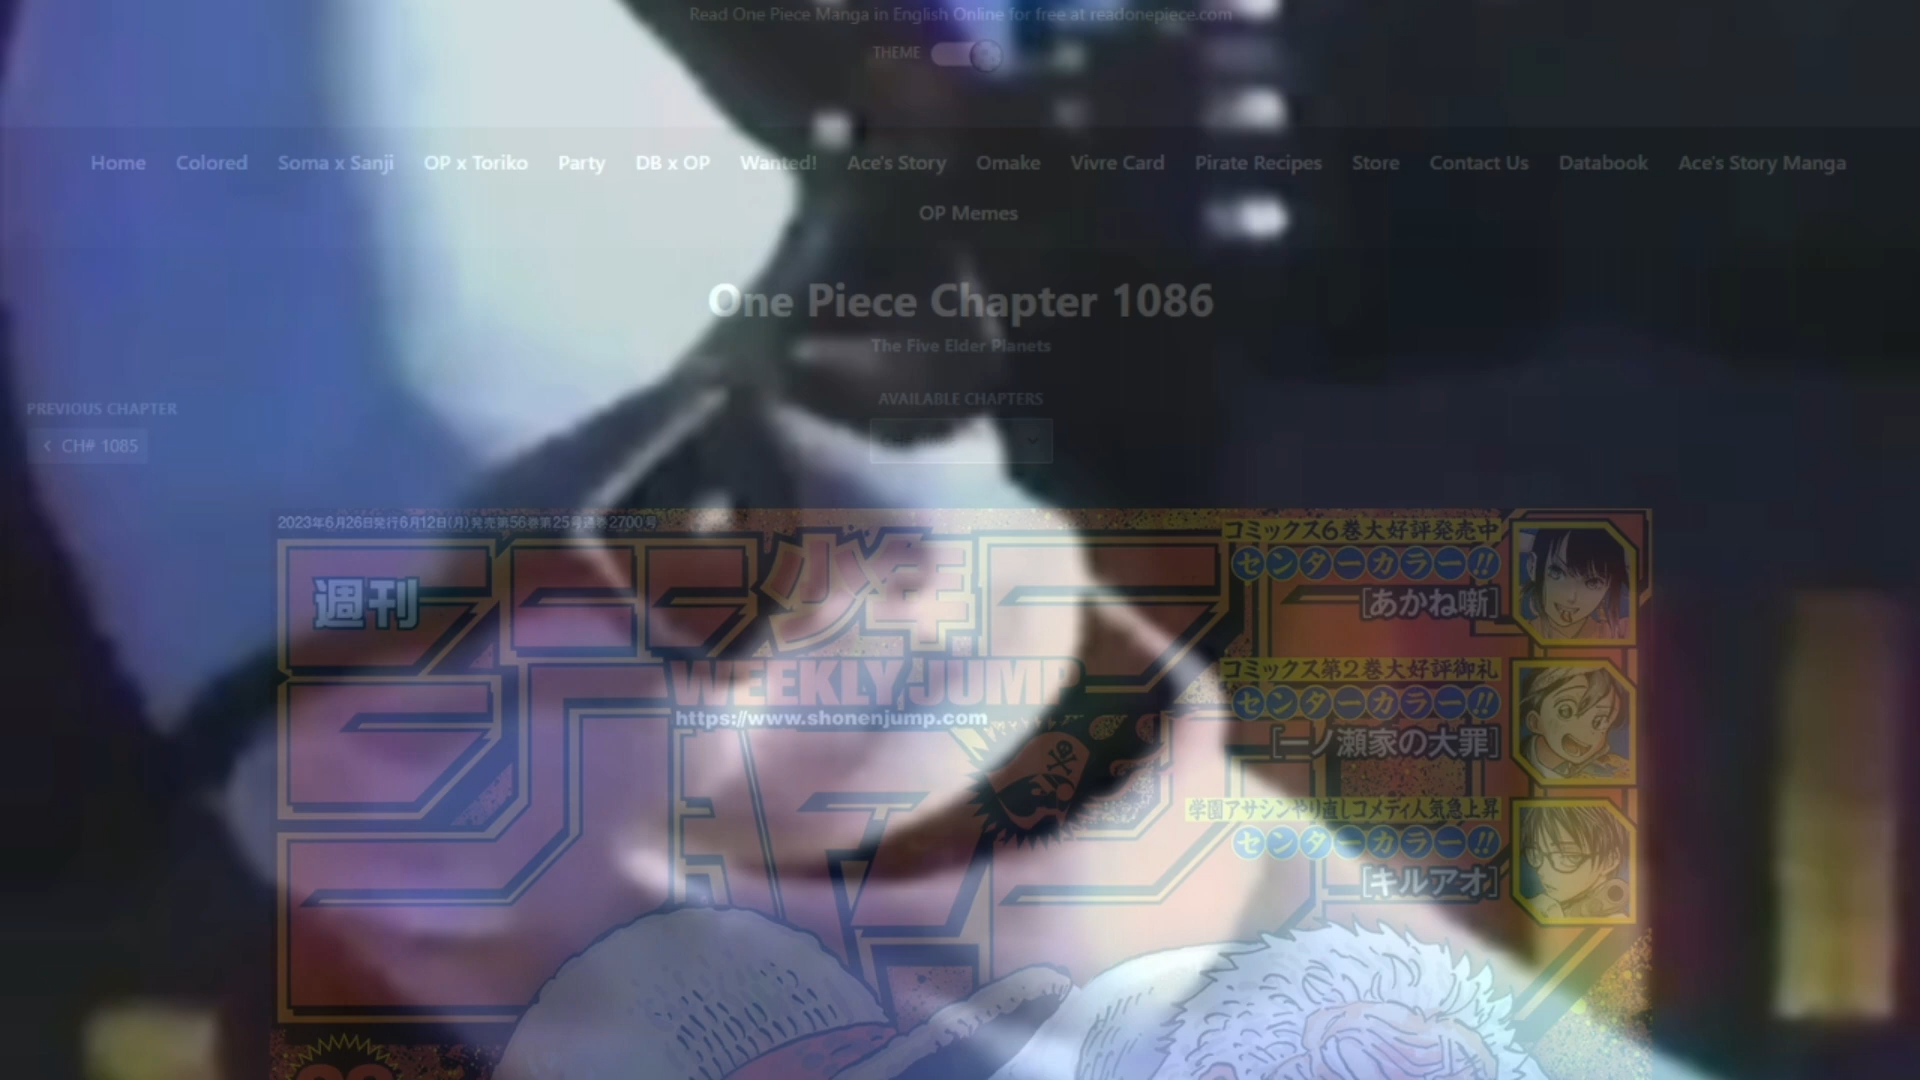 Read One Piece Manga in English Online for free at readonepiece.com
THEME
Home Colored Soma x Sanji OP x Toriko Party DB x OP Wanted! Ace's Story Omake Vivre Card Pirate Recipes Store Contact Us Databook Ace's Story Manga
OP Memes
One Piece Chapter 1086
The Five Elder Planets
PREVIOUS CHAPTER
AVAILABLE CHAPTERS
CH# 1085
2023年6月26日発行6月12日(月)発売第56巻第25号通巻2700号
週刊
少年
ジャンプ
WEEKLY JUMP
https://www.shonenjump.com
コミックス6巻大好評発売中
センターカラー!!
[あかね噺]
コミックス第2巻大好評御礼
センターカラー!!
[一ノ瀬家の大罪]
学園アサシンやり直しコメディ人気急上昇
センターカラー!!
[キルアオ]